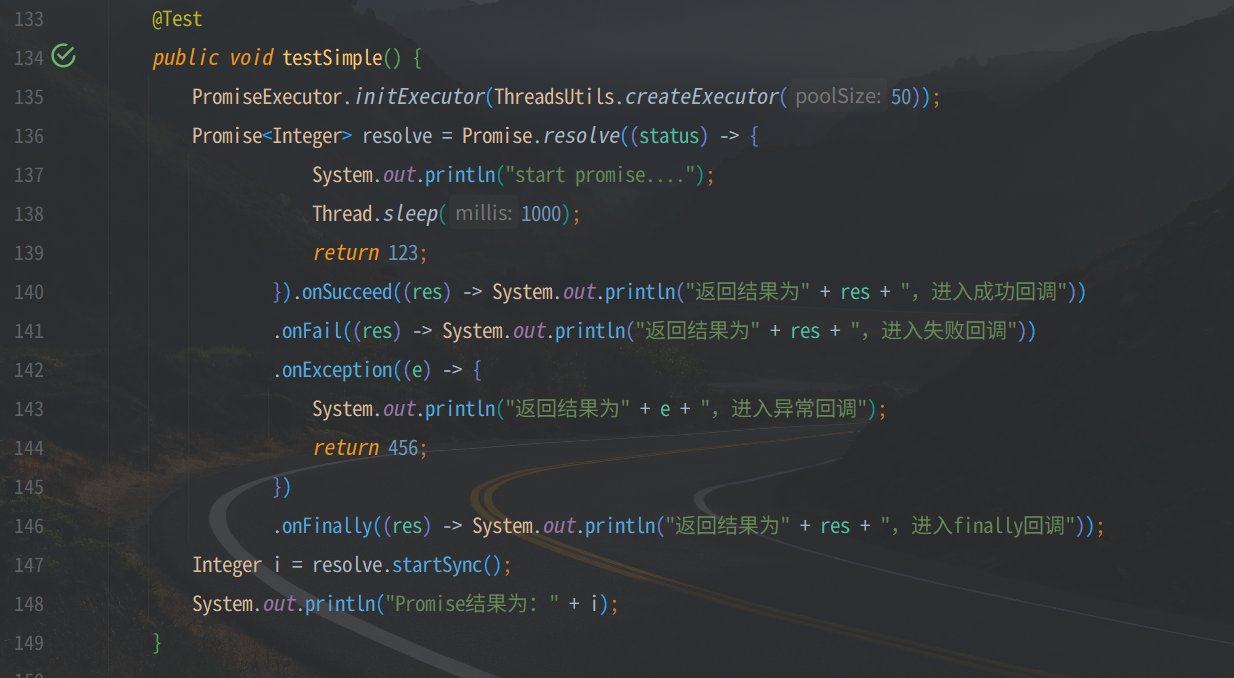 133 @Test
134 public void testSimple() {
135 PromiseExecutor.initExecutor(ThreadsUtils.createExecutor( poolSize: 50));
136 Promise<Integer> resolve = Promise.resolve((status) -> {
137 System.out.println("start promise....");
138 Thread.sleep( millis: 1000);
139 return 123;
140 }).onSucceed((res) -> System.out.println("返回结果为" + res + ", 进入成功回调"))
141 .onFail((res) -> System.out.println("返回结果为" + res + ", 进入失败回调"))
142 .onException((e) -> {
143 System.out.println("返回结果为" + e + ", 进入异常回调");
144 return 456;
145 })
146 .onFinally((res) -> System.out.println("返回结果为" + res + ", 进入finally回调"));
147 Integer i = resolve.startSync();
148 System.out.println("Promise结果为: " + i);
149 }